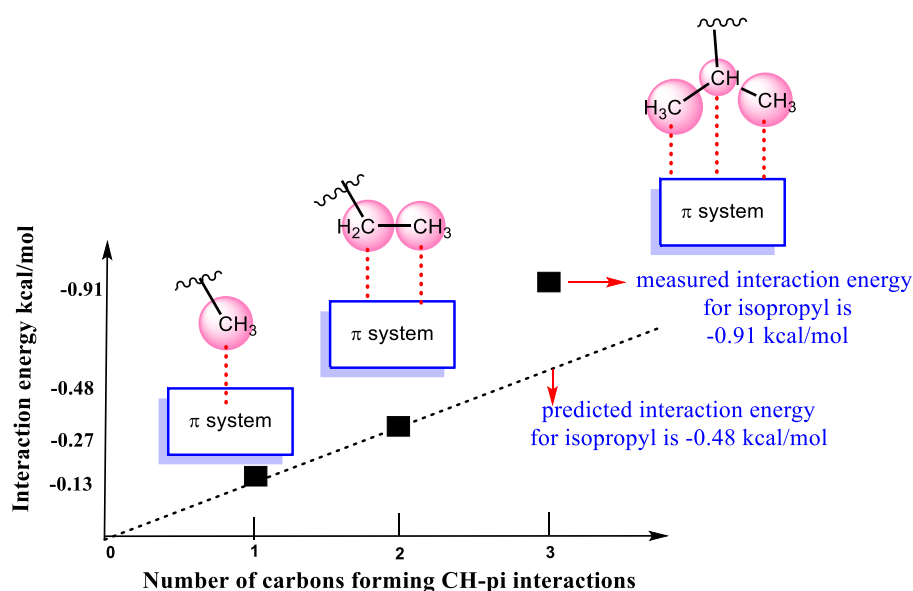 CH
H₃C
CH₃
π system
H₂C
CH₃
π system
CH₃
π system
Interaction energy kcal/mol
-0.91
-0.48
-0.27
-0.13
measured interaction energy
for isopropyl is
-0.91 kcal/mol
predicted interaction energy
for isopropyl is -0.48 kcal/mol
0
1
2
3
Number of carbons forming CH-pi interactions